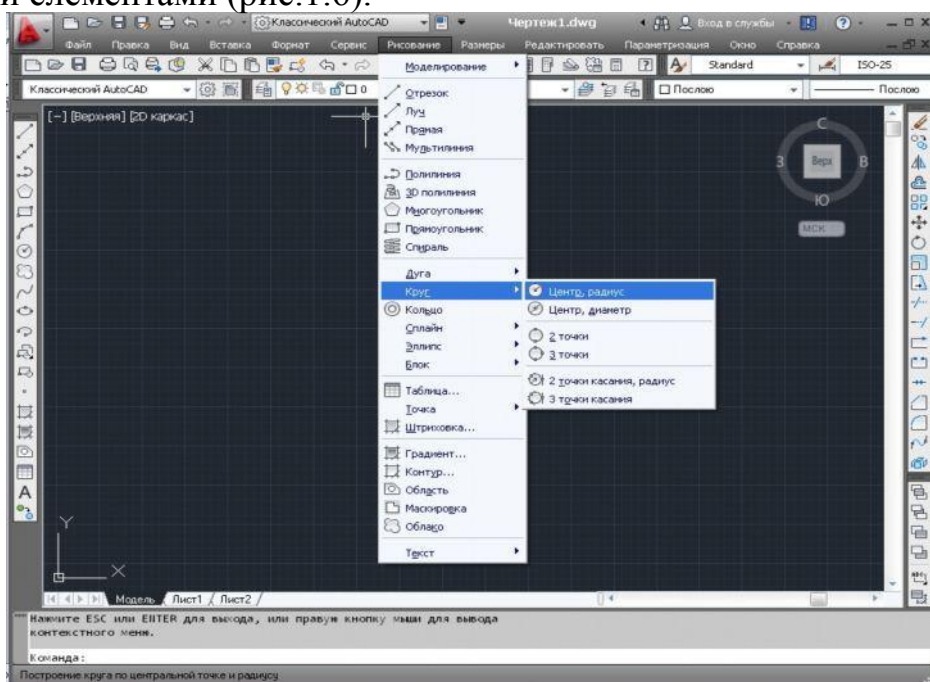 и элементами (рис.1.6).
Классический AutoCAD Чертеж1.dwg Вход в службы
Файл Правка Вид Вставка Формат Сервис Рисование Размеры Редактировать Параметризация Окно Справка
Standard ISO-25
Классический AutoCAD 0 Послою Послою
[−] [Верхняя] [2D каркас]
Моделирование
Отрезок
Луч
Прямая
Мультилиния
Полилиния
3D полилиния
Многоугольник
Прямоугольник
Спираль
Дуга
Круг
Кольцо
Сплайн
Эллипс
Блок
Таблица...
Точка
Штриховка...
Градиент...
Контур...
Область
Маскировка
Облако
Текст
Центр, радиус
Центр, диаметр
2 точки
3 точки
2 точки касания, радиус
3 точки касания
С
З Верх В
Ю
МСК
A
Y
X
Модель Лист1 Лист2
Нажмите ESC или ENTER для выхода, или правую кнопку мыши для вывода
контекстного меню.
Команда:
Построение круга по центральной точке и радиусу